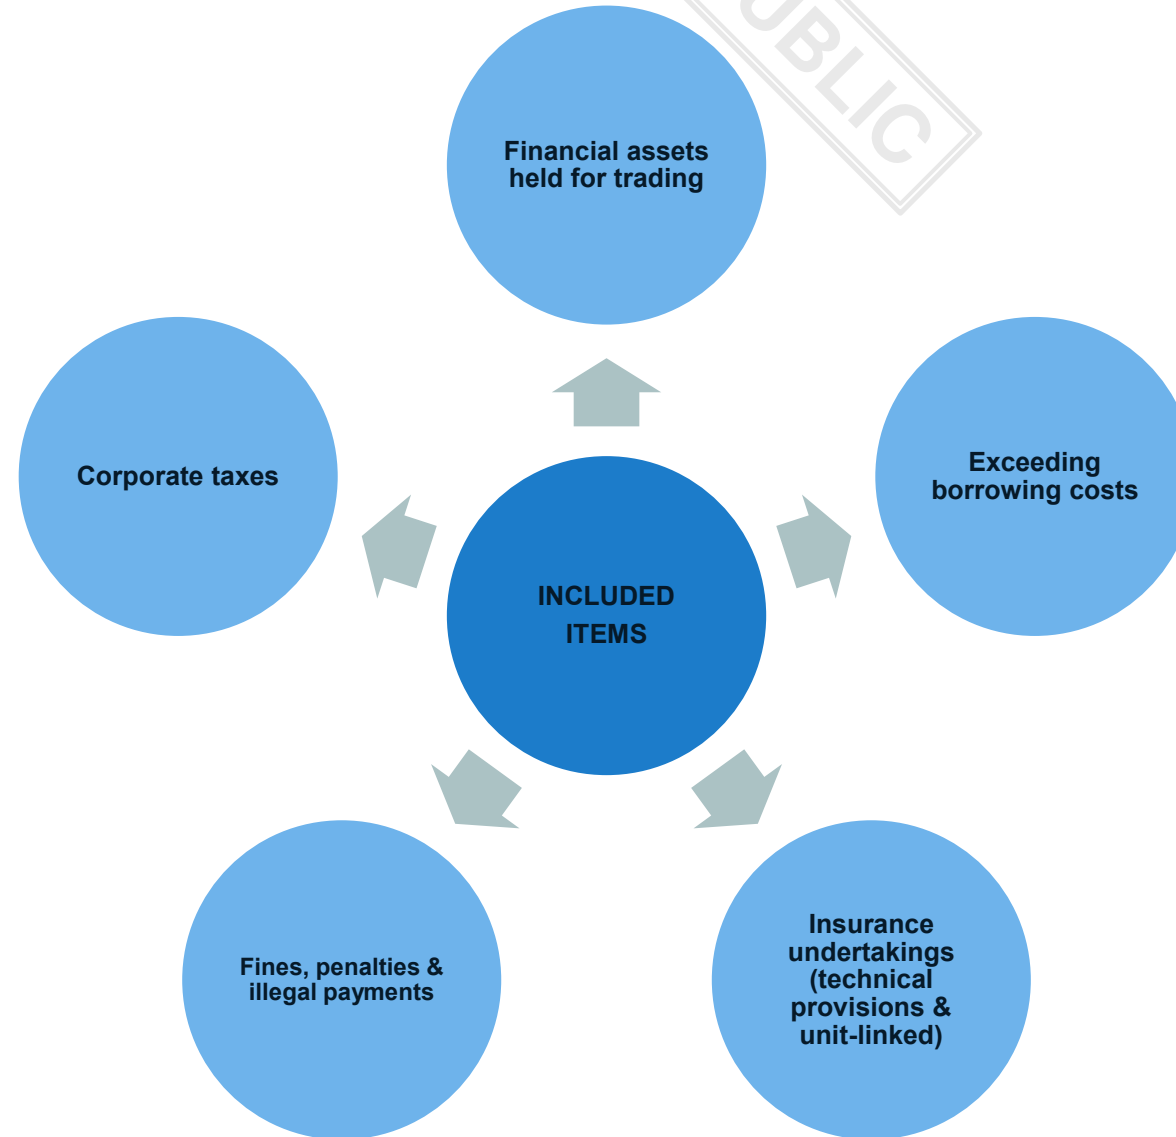 UBLIC
Financial assets
held for trading
Corporate taxes
Exceeding
borrowing costs
INCLUDED
ITEMS
Fines, penalties &
illegal payments
Insurance
undertakings
(technical
provisions &
unit-linked)